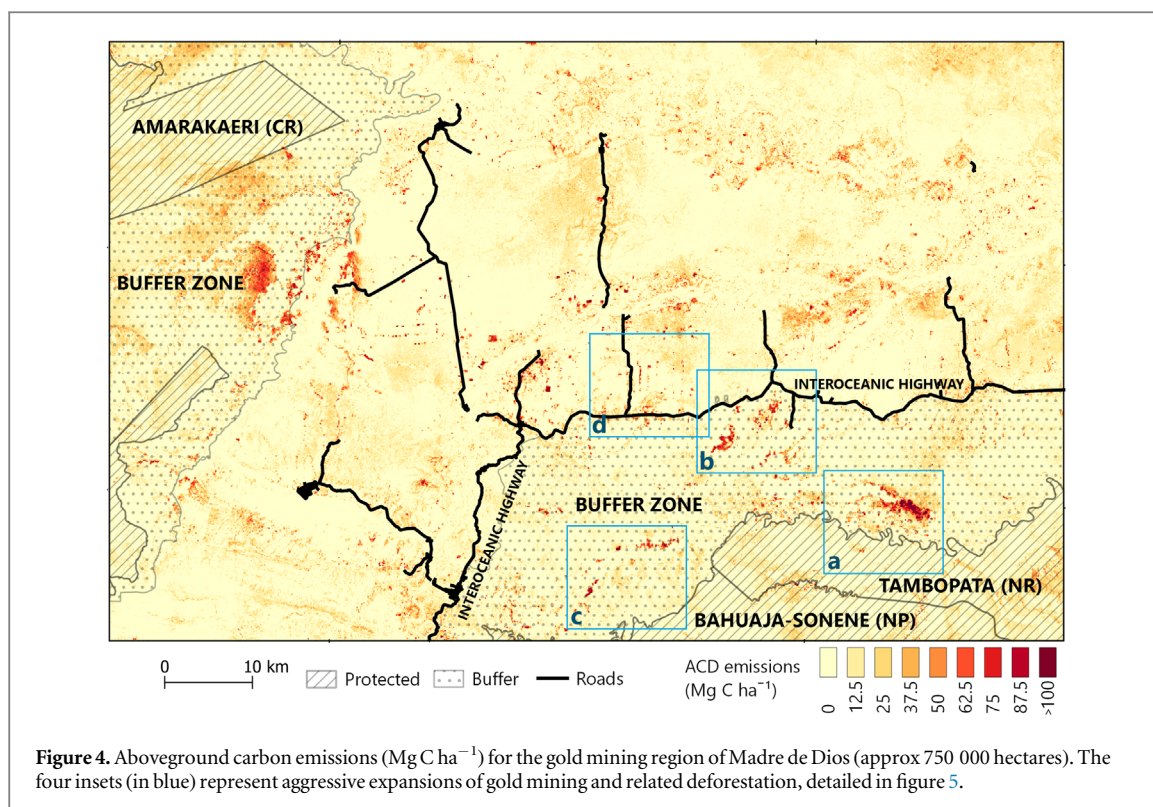 AMARAKAERI (CR)
BUFFER ZONE
INTEROCEANIC HIGHWAY
d
b
INTEROCEANIC HIGHWAY
BUFFER ZONE
a
TAMBOPATA (NR)
c
BAHUAJA-SONENE (NP)
0 10 km
Protected
Buffer
Roads
ACD emissions
(Mg C ha⁻¹)
0 12.5 25 37.5 50 62.5 75 87.5 >100
Figure 4. Aboveground carbon emissions (Mg C ha⁻¹) for the gold mining region of Madre de Dios (approx 750 000 hectares). The
four insets (in blue) represent aggressive expansions of gold mining and related deforestation, detailed in figure 5.